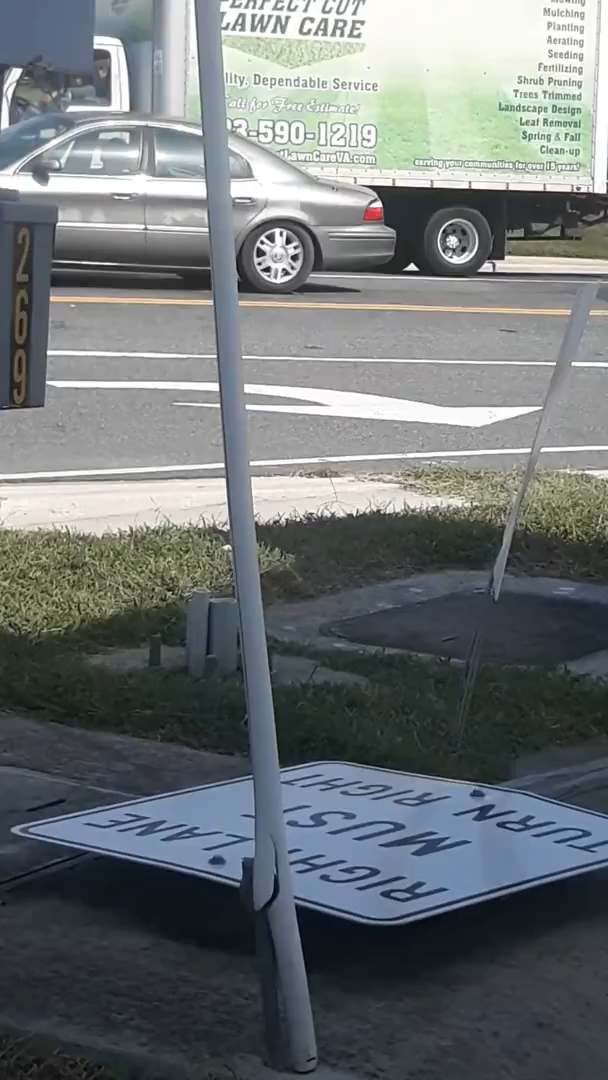 PERFECT CUT
LAWN CARE
Dependable Service
Call for Free Estimate!
3-590-1219
LawnCareVA.com
Mulching
Planting
Aerating
Seeding
Fertilizing
Shrub Pruning
Trees Trimmed
Landscape Design
Leaf Removal
Spring & Fall
Clean-up
serving your communities for over 15 years!
269
RIGHT LANE
MUST
TURN RIGHT